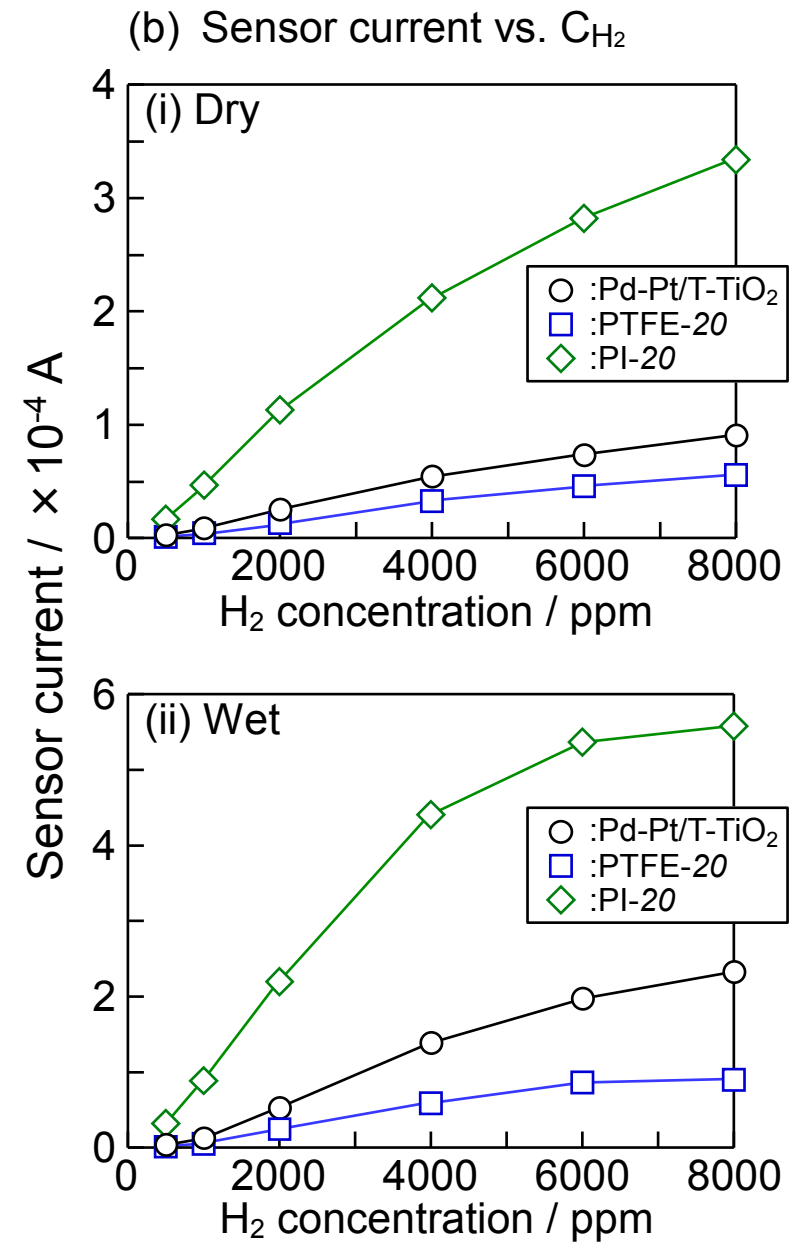 (b) Sensor current vs. C_H2
Sensor current / ×10⁻⁴ A
(i) Dry
4
3
2
1
0
:Pd-Pt/T-TiO₂
:PTFE-20
:PI-20
0 2000 4000 6000 8000
H₂ concentration / ppm
(ii) Wet
6
4
2
0
:Pd-Pt/T-TiO₂
:PTFE-20
:PI-20
0 2000 4000 6000 8000
H₂ concentration / ppm